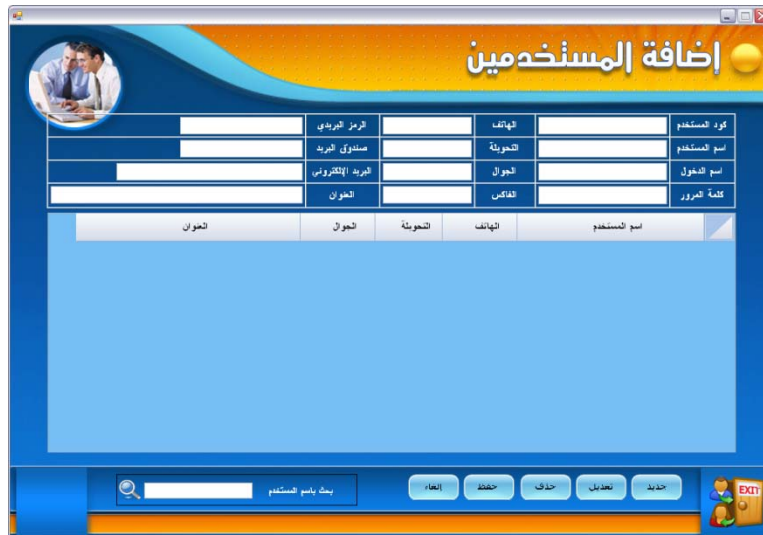 إضافة المستخدمين
كود المستخدم الهاتف الرمز البريدي
اسم المستخدم التحويلة صندوق البريد
اسم الدخول الجوال البريد الإلكتروني
كلمة المرور الفاكس العنوان
اسم المستخدم الهاتف التحويلة الجوال العنوان
جديد تعديل حذف حفظ إلغاء بحث باسم المستخدم
EXIT